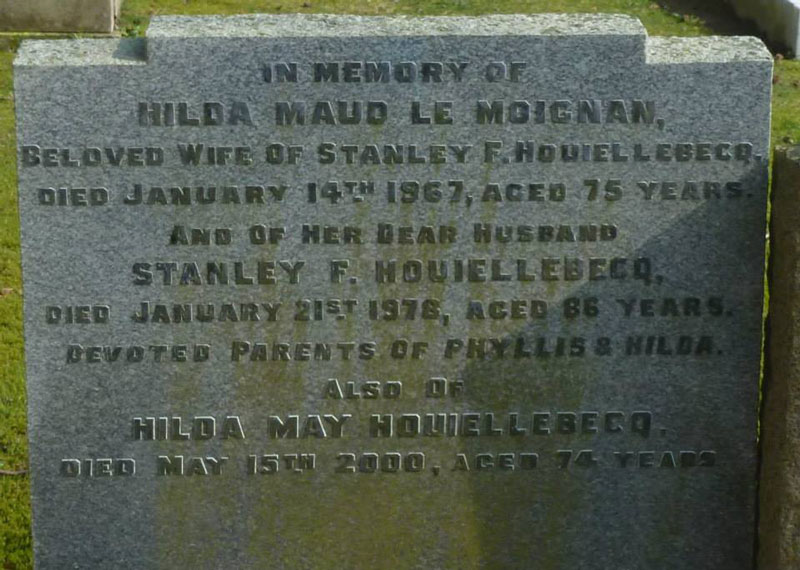 IN MEMORY OF
HILDA MAUD LE MOIGNAN,
BELOVED WIFE OF STANLEY F. HOUIELLEBECQ,
DIED JANUARY 14TH 1967, AGED 75 YEARS.
AND OF HER DEAR HUSBAND
STANLEY F. HOUIELLEBECQ,
DIED JANUARY 21ST 1978, AGED 86 YEARS.
DEVOTED PARENTS OF PHYLLIS & HILDA.
ALSO OF
HILDA MAY HOUIELLEBECQ,
DIED MAY 15TH 2000, AGED 74 YEARS